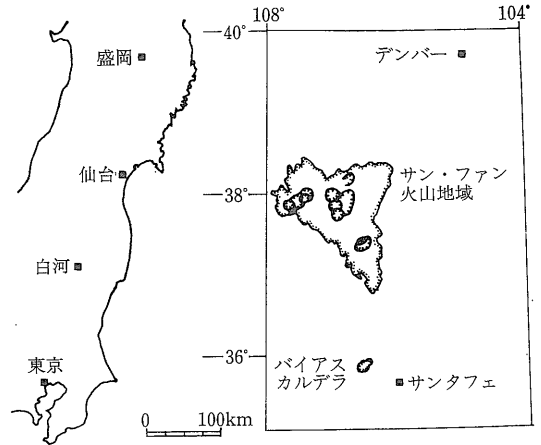 108°
104°
40°
盛岡
デンバー
仙台
38°
サン・ファン
火山地域
白河
36°
東京
バイアス
カルデラ
サンタフェ
0
100km